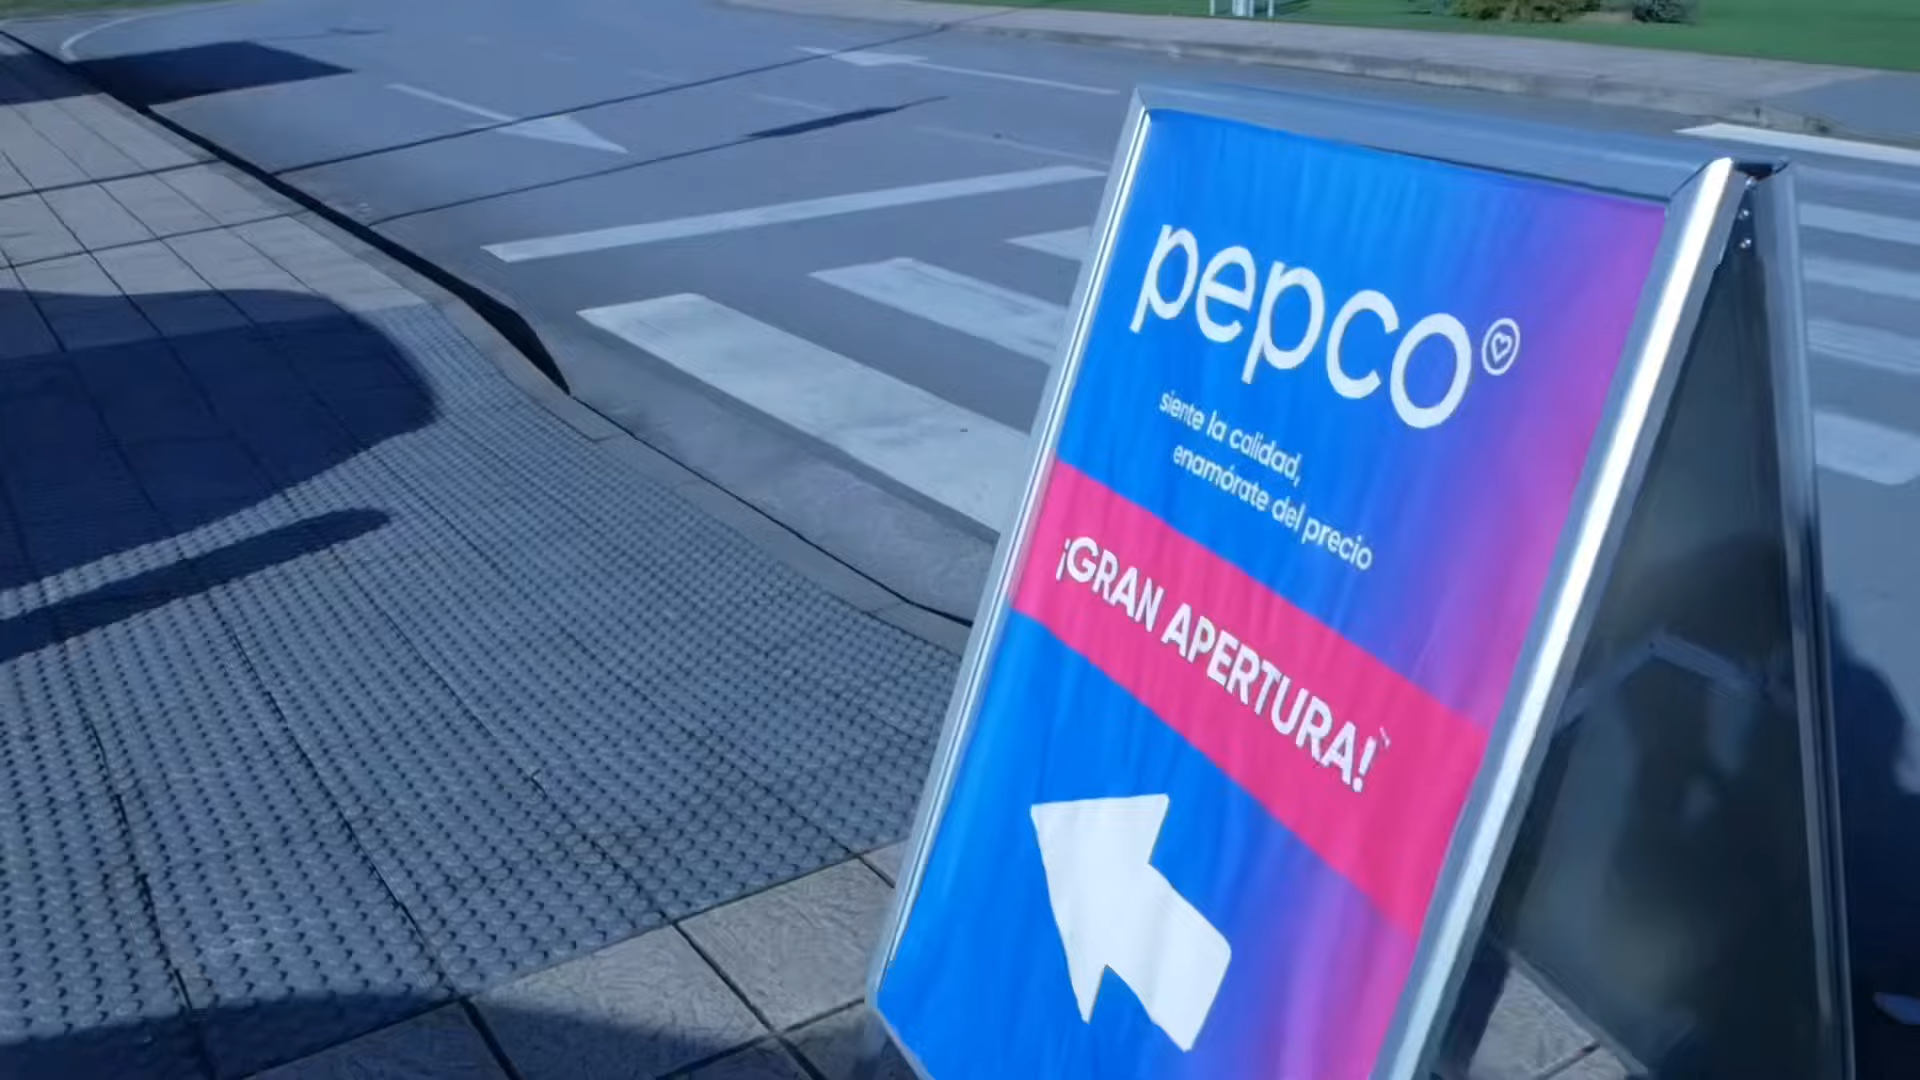 pepco
siente la calidad,
enamórate del precio
¡GRAN APERTURA!